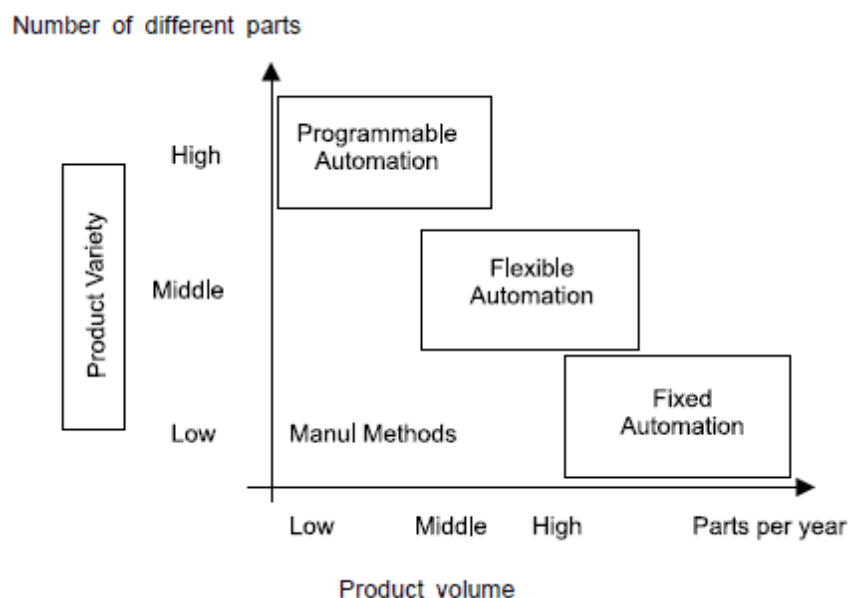 Number of different parts
High
Programmable
Automation
Product Variety
Middle
Flexible
Automation
Low
Manul Methods
Fixed
Automation
Low
Middle
High
Parts per year
Product volume